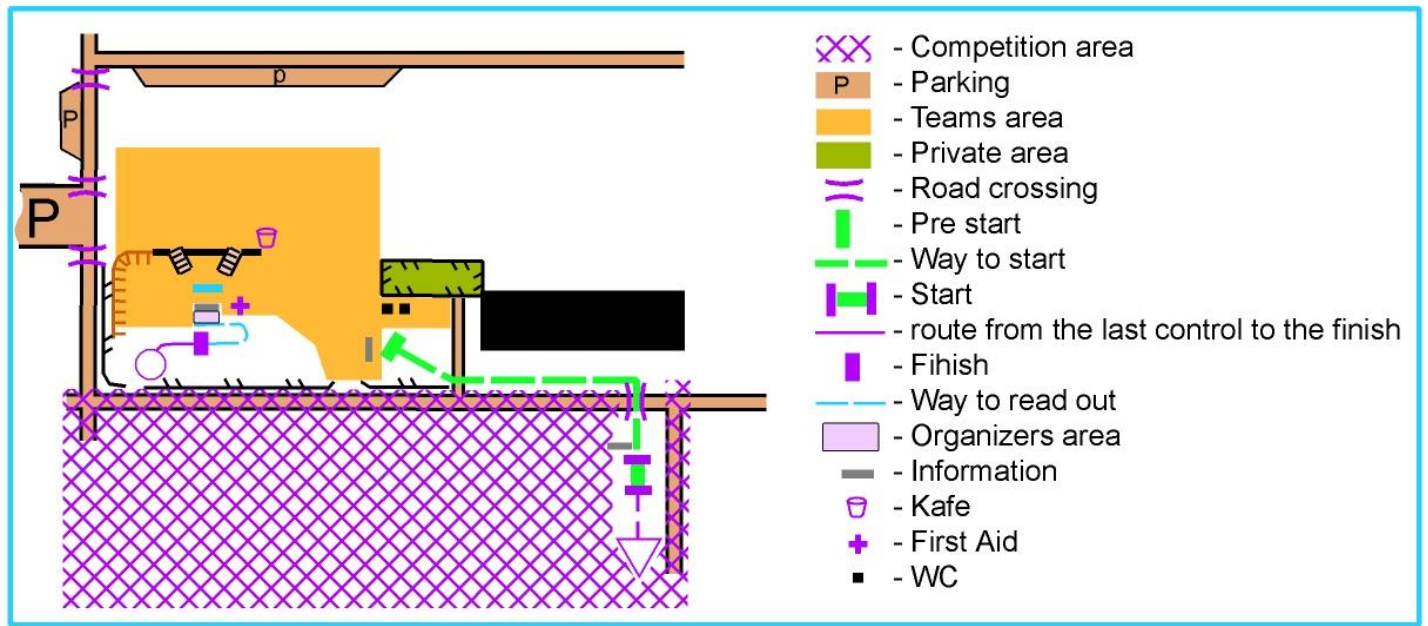 p
P
P
- Competition area
P - Parking
- Teams area
- Private area
- Road crossing
- Pre start
- Way to start
- Start
- route from the last control to the finish
- Fihish
- Way to read out
- Organizers area
- Information
- Kafe
- First Aid
- WC